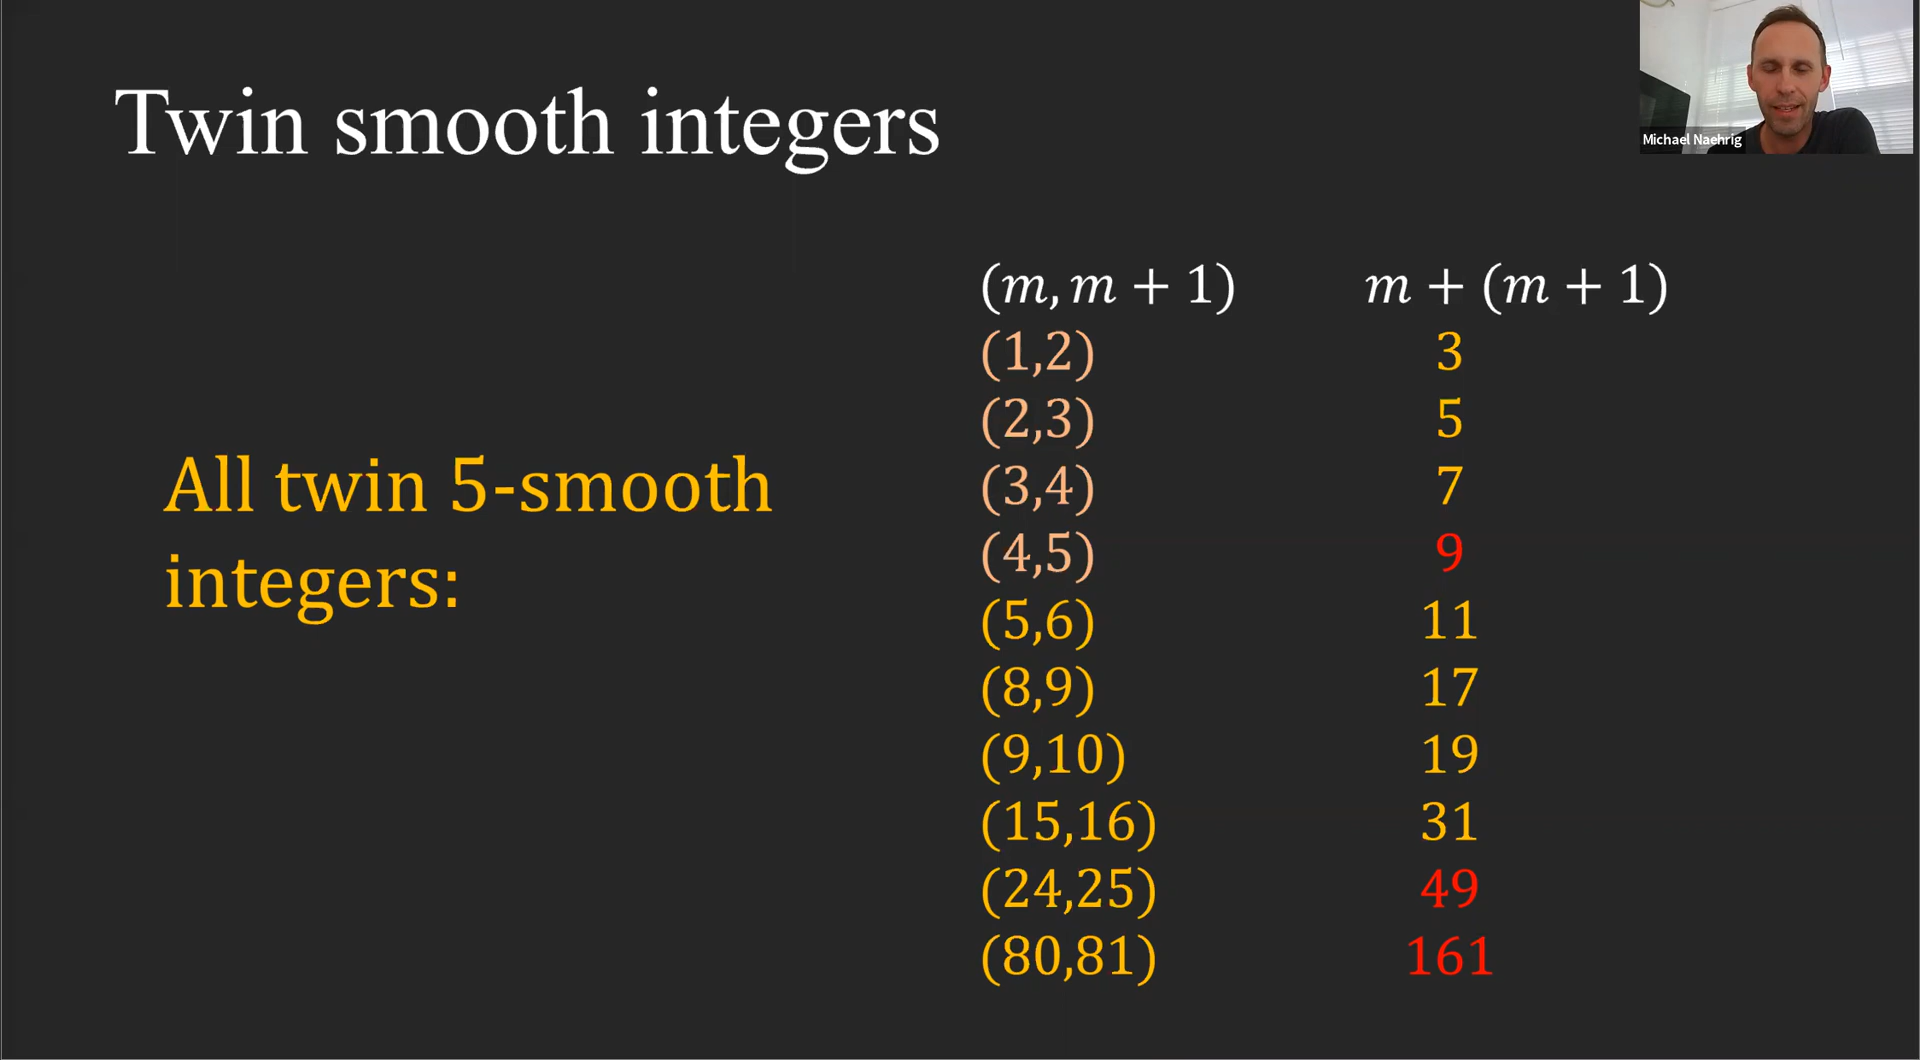 Twin smooth integers
Michael Naehrig
All twin 5-smooth
integers:
(m, m + 1) m + (m + 1)
(1,2) 3
(2,3) 5
(3,4) 7
(4,5) 9
(5,6) 11
(8,9) 17
(9,10) 19
(15,16) 31
(24,25) 49
(80,81) 161